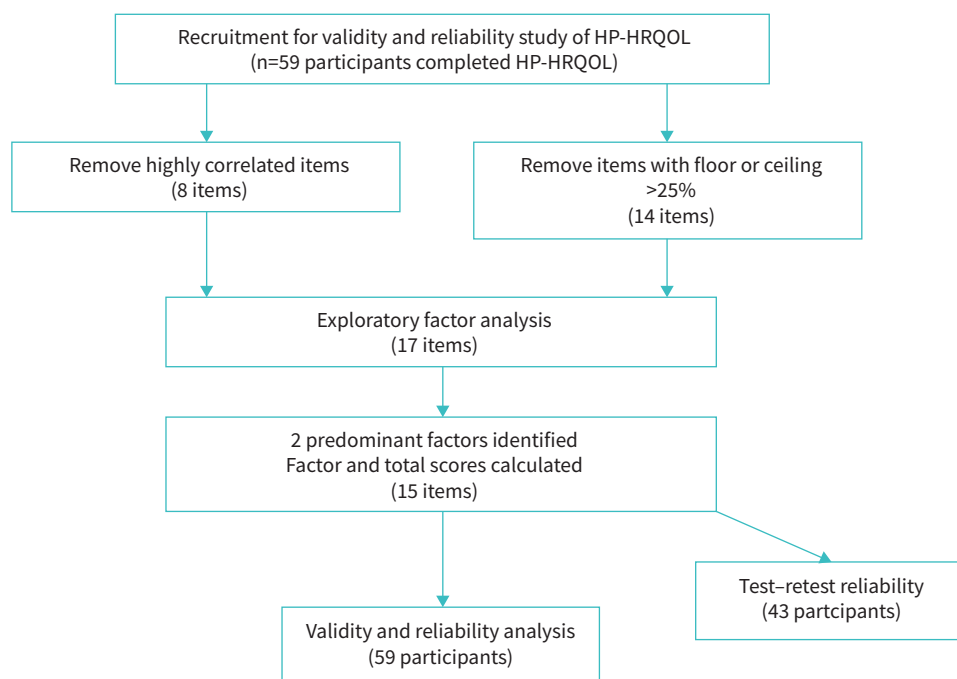 Recruitment for validity and reliability study of HP-HRQOL
(n=59 participants completed HP-HRQOL)
Remove highly correlated items
(8 items)
Remove items with floor or ceiling
>25%
(14 items)
Exploratory factor analysis
(17 items)
2 predominant factors identified
Factor and total scores calculated
(15 items)
Test–retest reliability
(43 partcipants)
Validity and reliability analysis
(59 participants)